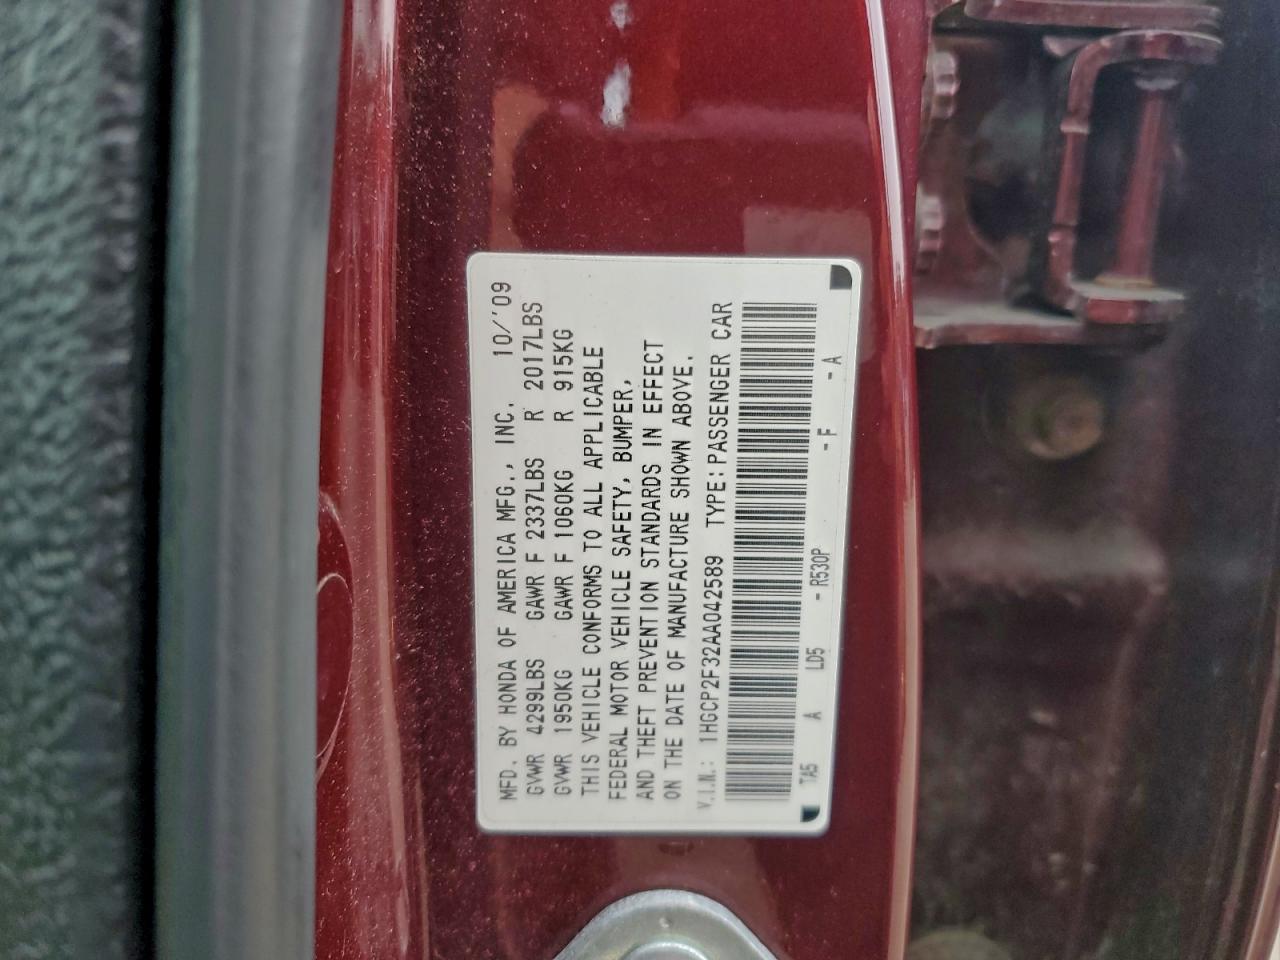 MFD. BY HONDA OF AMERICA MFG., INC. 10/'09
GVWR 4299LBS GAWR F 2337LBS R 2017LBS
GVWR 1950KG GAWR F 1060KG R 915KG
THIS VEHICLE CONFORMS TO ALL APPLICABLE
FEDERAL MOTOR VEHICLE SAFETY, BUMPER,
AND THEFT PREVENTION STANDARDS IN EFFECT
ON THE DATE OF MANUFACTURE SHOWN ABOVE.
V.I.N.: 1HGCP2F32AA042589 TYPE: PASSENGER CAR
TA5 A LD5 - R530P - F - A